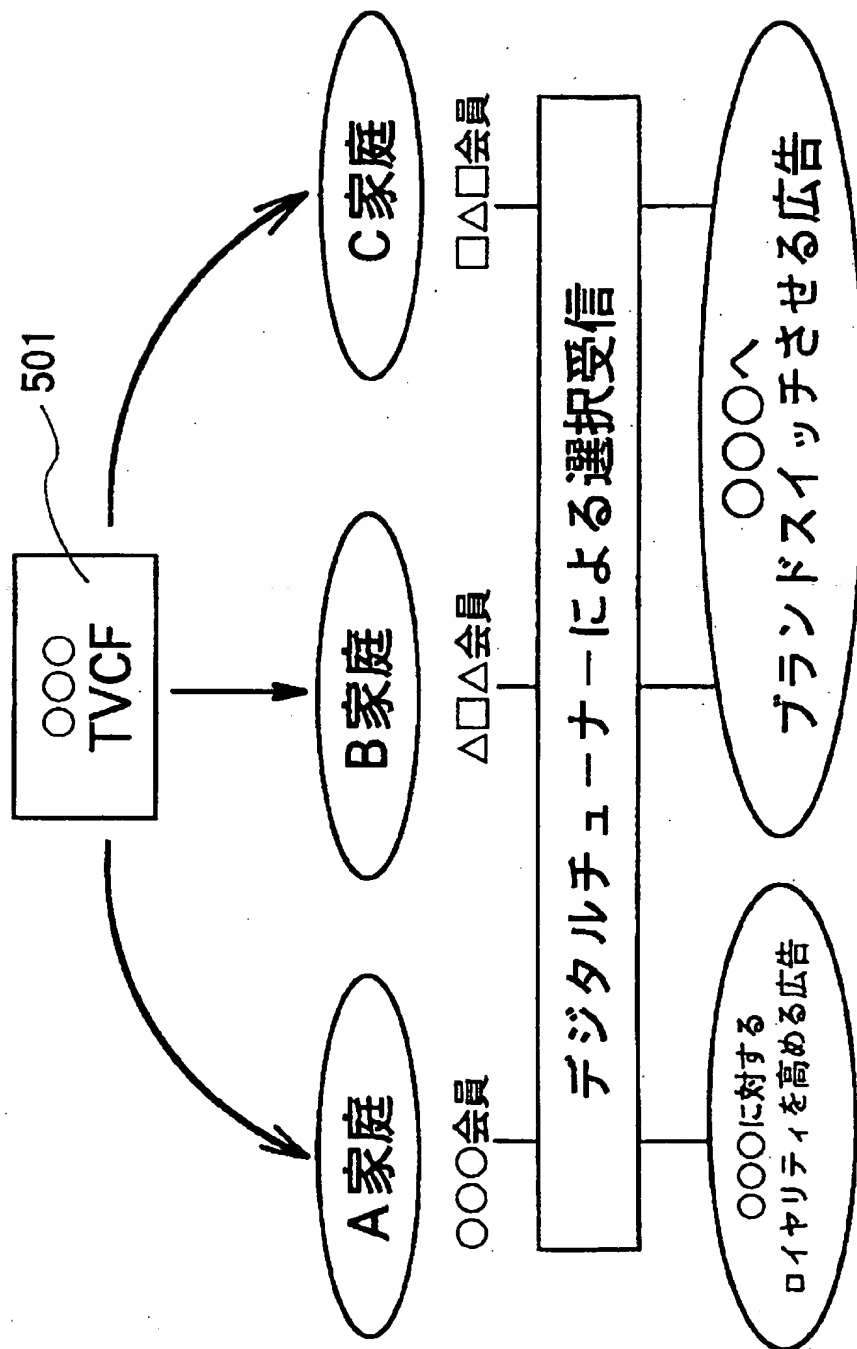 ○○○
TVCF
501
A家庭
B家庭
C家庭
○○○会員
△□△会員
□△□会員
デジタルチューナーによる選択受信
○○○に対する
ロイヤリティを高める広告
○○○へ
ブランドスイッチさせる広告